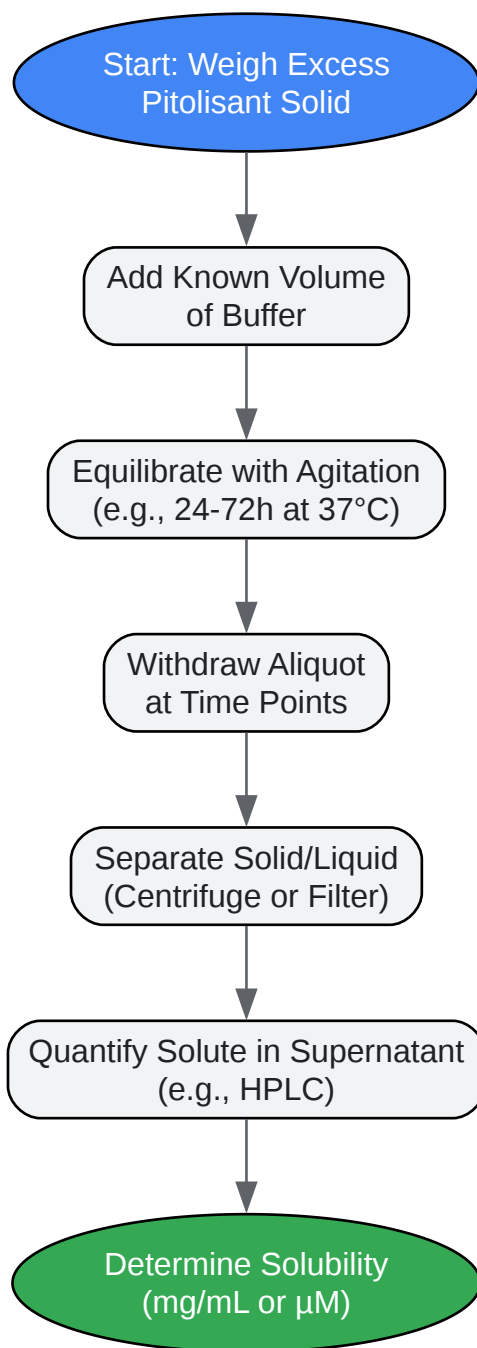 Start: Weigh Excess
Pitolisant Solid
Add Known Volume
of Buffer
Equilibrate with Agitation
(e.g., 24-72h at 37°C)
Withdraw Aliquot
at Time Points
Separate Solid/Liquid
(Centrifuge or Filter)
Quantify Solute in Supernatant
(e.g., HPLC)
Determine Solubility
(mg/mL or µM)